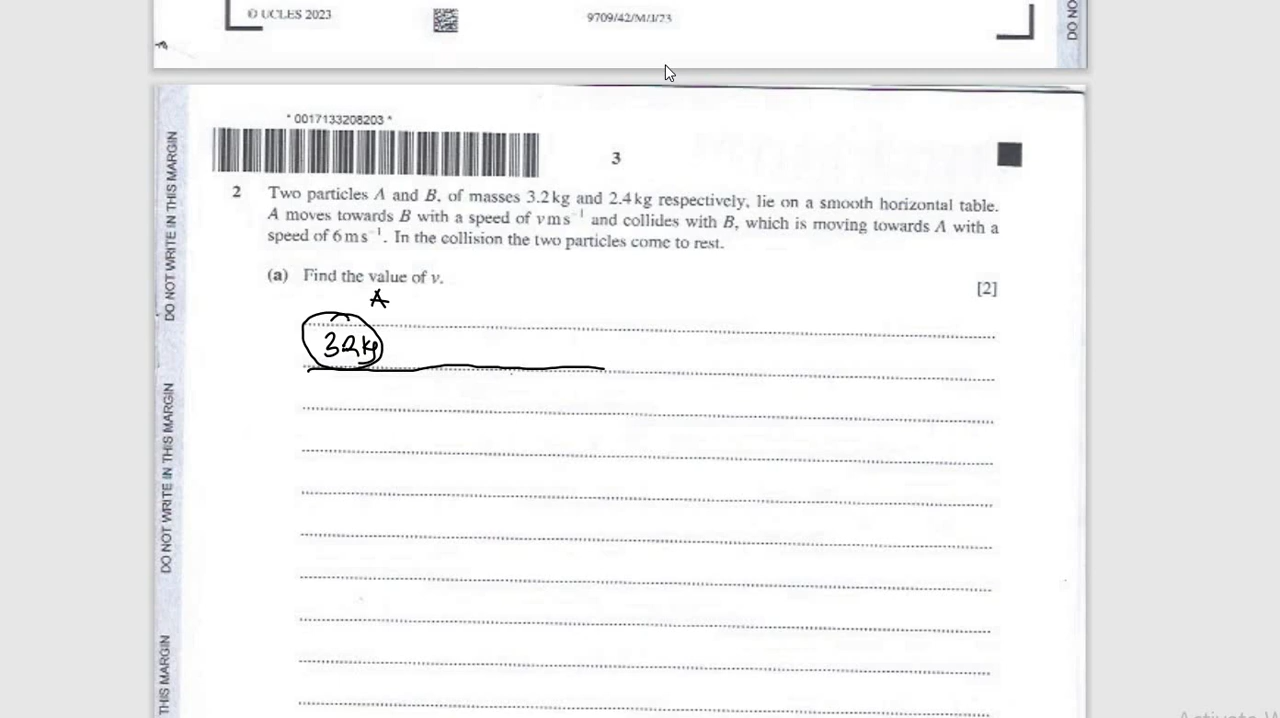 © UCLES 2023
9709/42/M/J/23
DO NO
* 0017133208203 *
3
DO NOT WRITE IN THIS MARGIN
2 Two particles A and B, of masses 3.2 kg and 2.4 kg respectively, lie on a smooth horizontal table.
A moves towards B with a speed of v m s⁻¹ and collides with B, which is moving towards A with a
speed of 6 m s⁻¹. In the collision the two particles come to rest.
(a) Find the value of v.
[2]
A
3.2 kg
DO NOT WRITE IN THIS MARGIN
THIS MARGIN